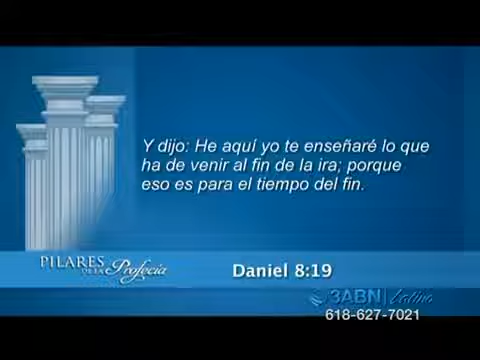 Y dijo: He aquí yo te enseñaré lo que
ha de venir al fin de la ira; porque
eso es para el tiempo del fin.
PILARES
DE LA Profecía
Daniel 8:19
3ABN Latino
618-627-7021